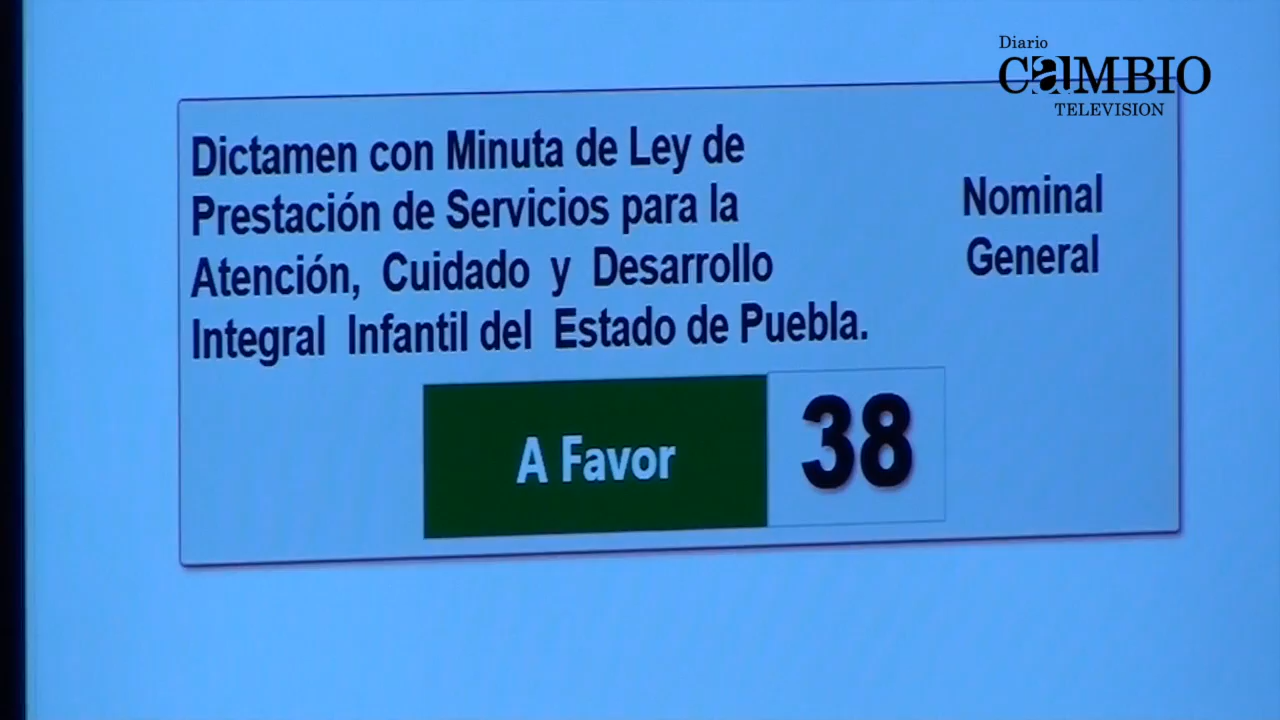 Diario
CaMBIO
TELEVISION
Dictamen con Minuta de Ley de
Prestación de Servicios para la
Atención, Cuidado y Desarrollo
Integral Infantil del Estado de Puebla.
Nominal
General
A Favor
38